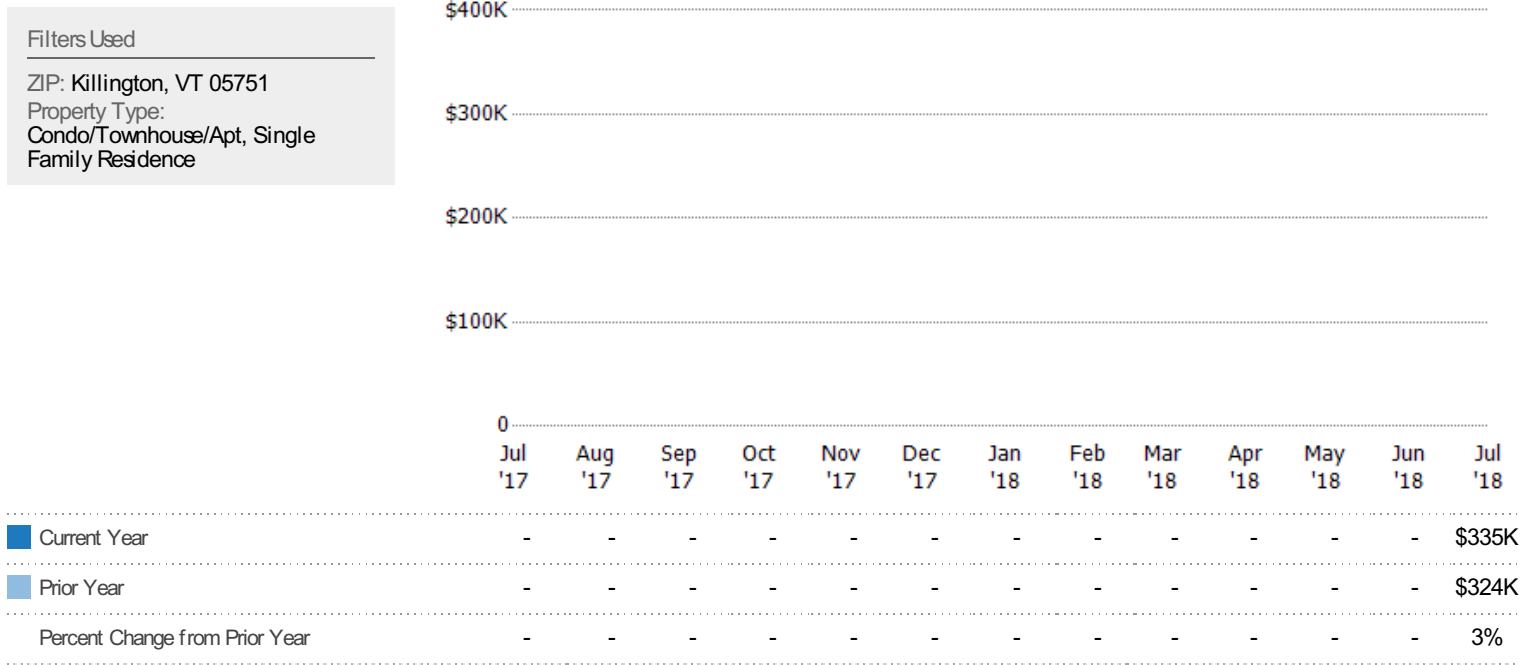 Filters Used
ZIP: Killington, VT 05751
Property Type:
Condo/Townhouse/Apt, Single
Family Residence
$400K
$300K
$200K
$100K
0
Jul Aug Sep Oct Nov Dec Jan Feb Mar Apr May Jun Jul
'17 '17 '17 '17 '17 '17 '18 '18 '18 '18 '18 '18 '18
Current Year - - - - - - - - - - - - $335K
Prior Year - - - - - - - - - - - - $324K
Percent Change from Prior Year - - - - - - - - - - - - 3%